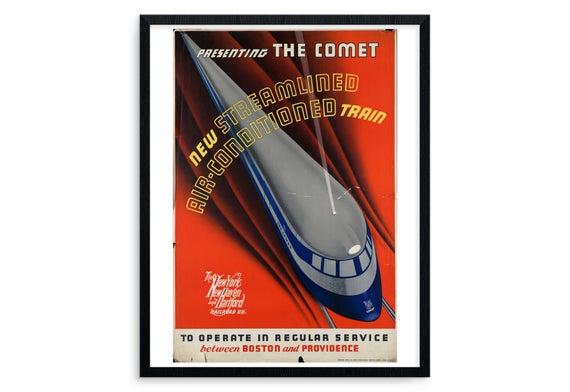 PRESENTING THE COMET
NEW STREAMLINED
AIR-CONDITIONED TRAIN
The New York
New Haven
and Hartford
RAILROAD CO.
TO OPERATE IN REGULAR SERVICE
between BOSTON and PROVIDENCE